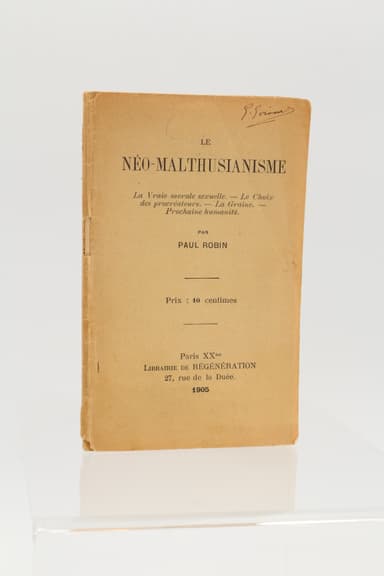 LE
NÉO-MALTHUSIANISME
La Vraie morale sexuelle. — Le Choix
des procréateurs. — La Graine. —
Prochaine humanité.
PAR
PAUL ROBIN
Prix : 10 centimes
Paris XXme
LIBRAIRIE DE RÉGÉNÉRATION
27, rue de la Duée.
1905